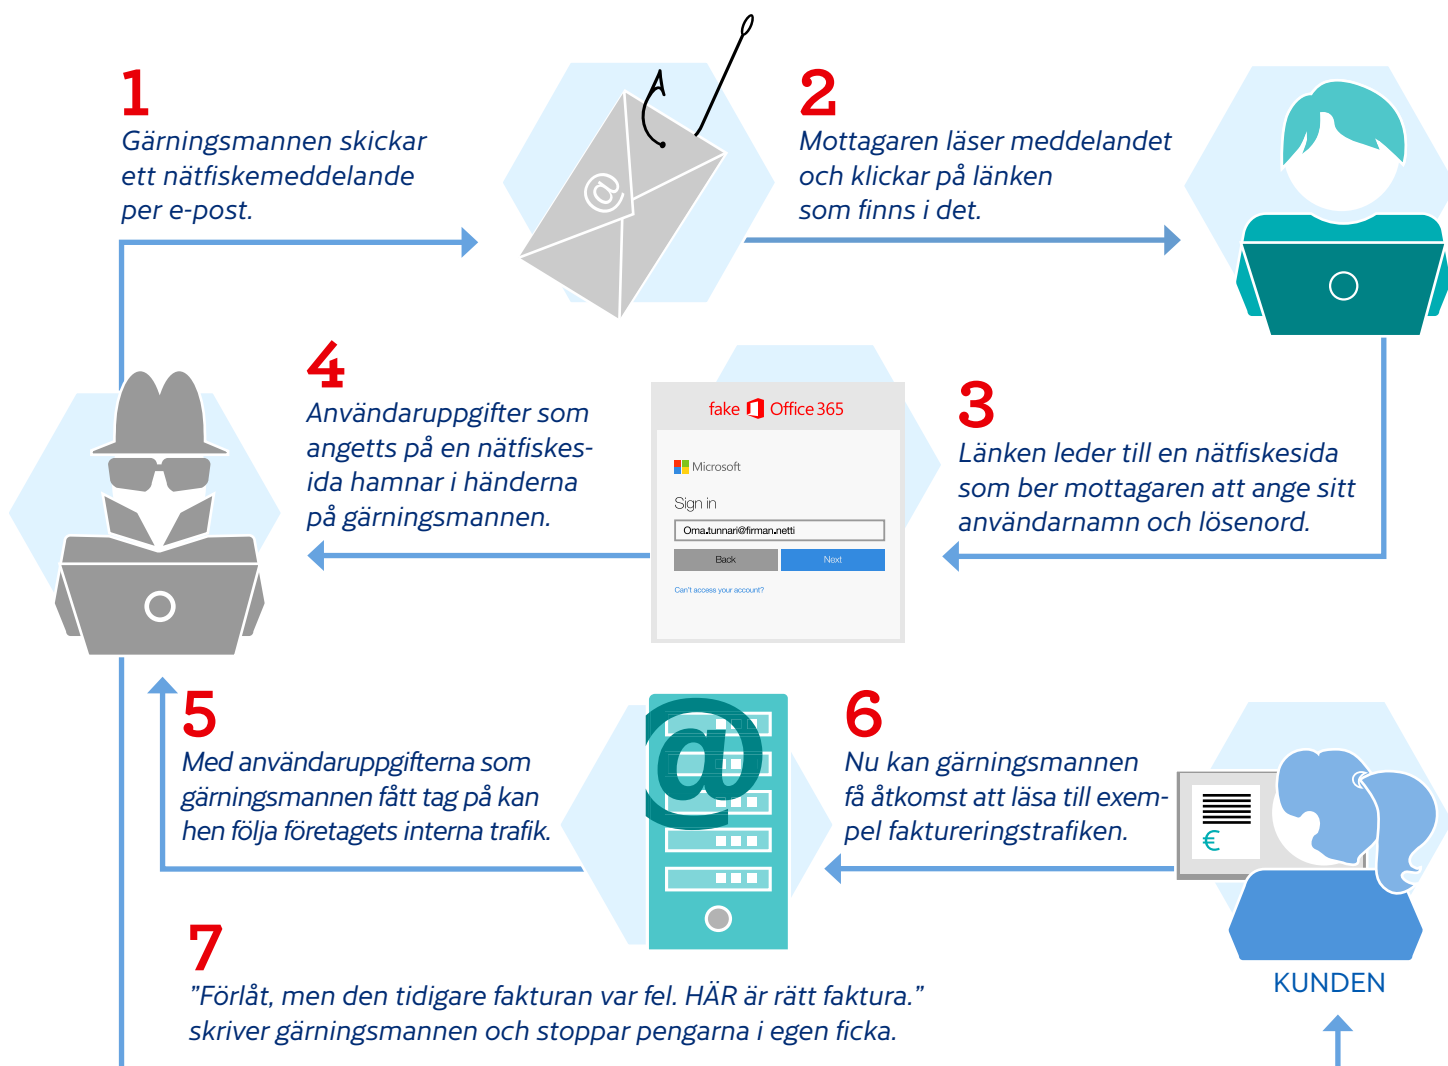 1
Gärningsmannen skickar
ett nätfiskemeddelande
per e-post.
@
2
Mottagaren läser meddelandet
och klickar på länken
som finns i det.
3
Länken leder till en nätfiskesida
som ber mottagaren att ange sitt
användarnamn och lösenord.
fake Office 365
Microsoft
Sign in
Oma.tunnari@firman.netti
Back Next
Can't access your account?
4
Användaruppgifter som
angetts på en nätfiskes-
ida hamnar i händerna
på gärningsmannen.
5
Med användaruppgifterna som
gärningsmannen fått tag på kan
hen följa företagets interna trafik.
@
6
Nu kan gärningsmannen
få åtkomst att läsa till exem-
pel faktureringstrafiken.
€
KUNDEN
7
”Förlåt, men den tidigare fakturan var fel. HÄR är rätt faktura.”
skriver gärningsmannen och stoppar pengarna i egen ficka.